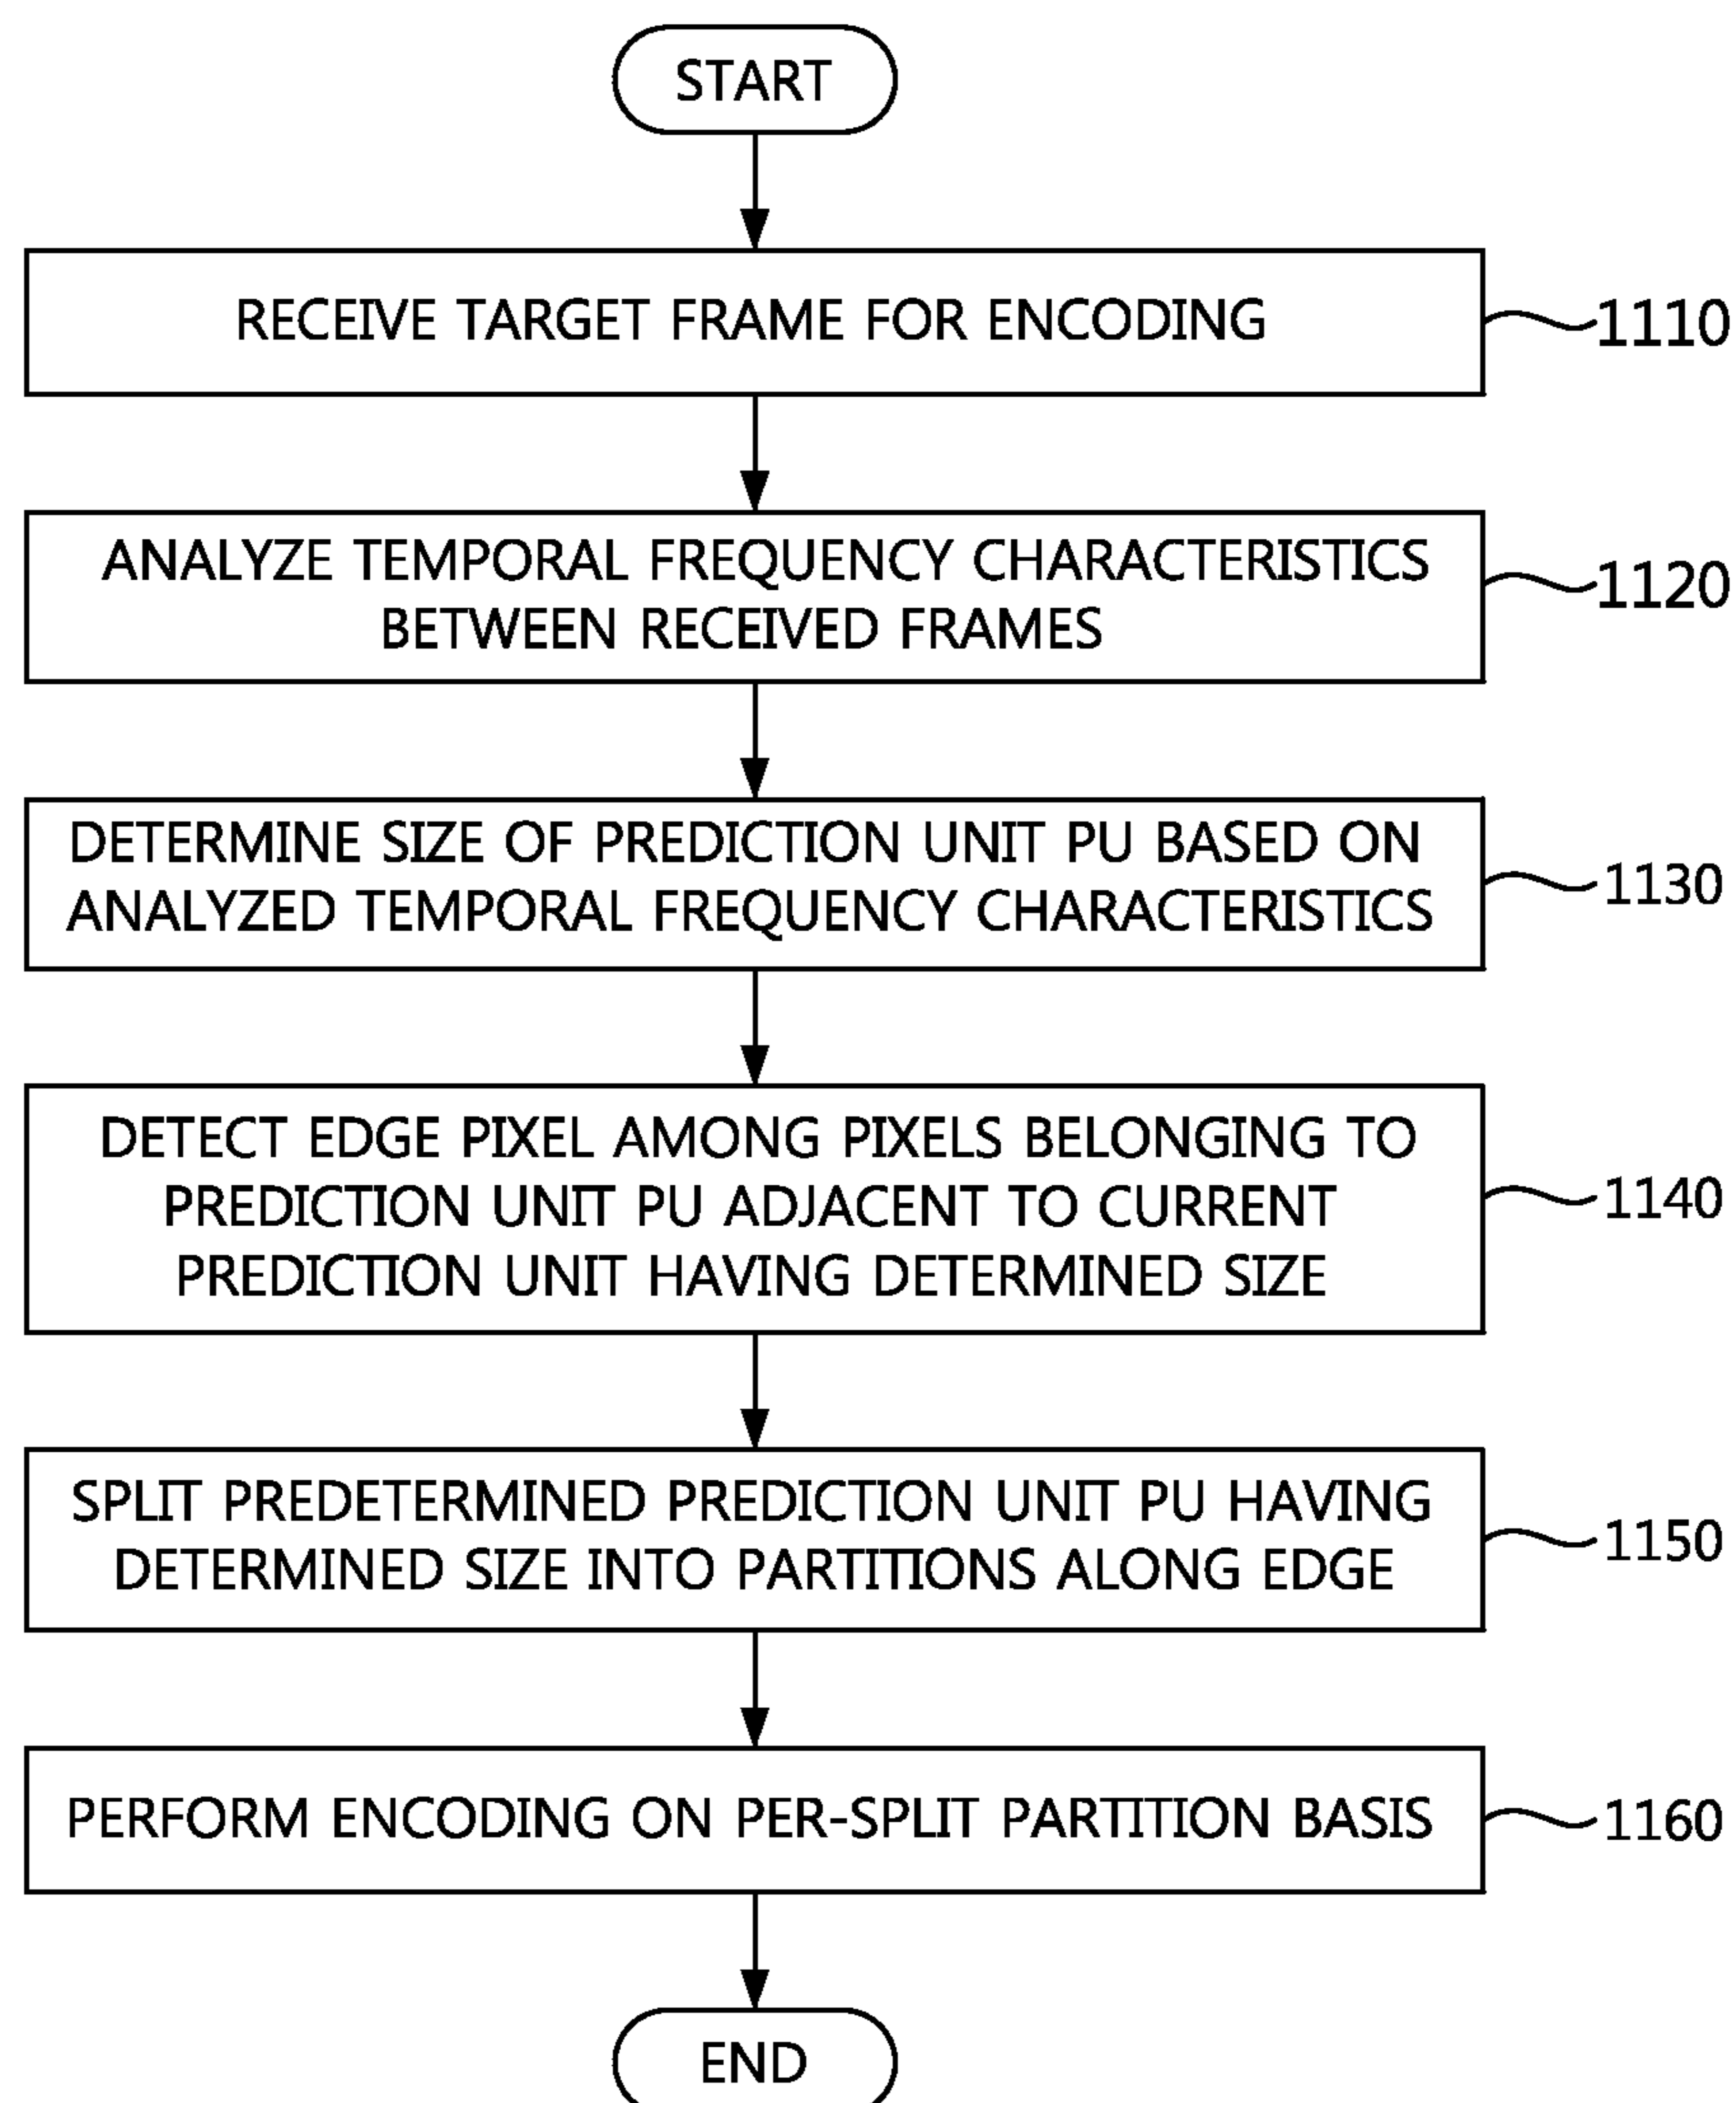 START
RECEIVE TARGET FRAME FOR ENCODING
1110
ANALYZE TEMPORAL FREQUENCY CHARACTERISTICS
BETWEEN RECEIVED FRAMES
1120
DETERMINE SIZE OF PREDICTION UNIT PU BASED ON
ANALYZED TEMPORAL FREQUENCY CHARACTERISTICS
1130
DETECT EDGE PIXEL AMONG PIXELS BELONGING TO
PREDICTION UNIT PU ADJACENT TO CURRENT
PREDICTION UNIT HAVING DETERMINED SIZE
1140
SPLIT PREDETERMINED PREDICTION UNIT PU HAVING
DETERMINED SIZE INTO PARTITIONS ALONG EDGE
1150
PERFORM ENCODING ON PER-SPLIT PARTITION BASIS
1160
END